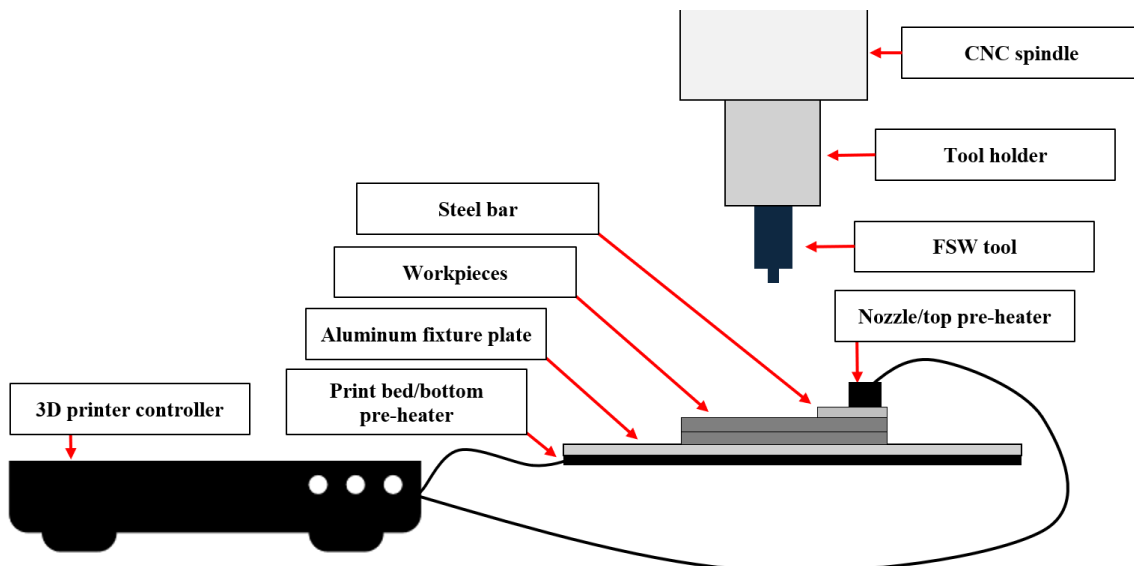 CNC spindle
Tool holder
Steel bar
FSW tool
Workpieces
Nozzle/top pre-heater
Aluminum fixture plate
Print bed/bottom
pre-heater
3D printer controller